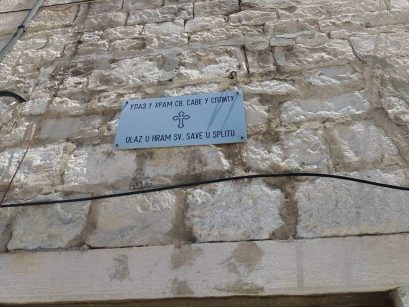 УЛАЗ У ХРАМ СВ. САВЕ У СПЛИТУ
ULAZ U HRAM SV. SAVE U SPLITU